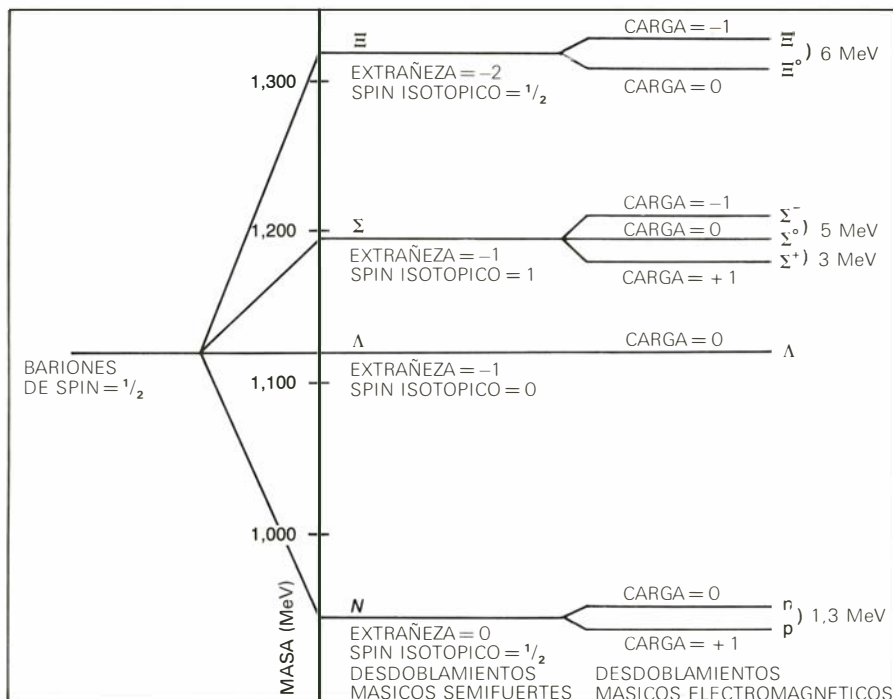 Ξ
CARGA = −1
Ξ⁻
Ξ°
) 6 MeV
EXTRAÑEZA = −2
SPIN ISOTOPICO = 1/2
CARGA = 0
1,300
CARGA = −1
Σ⁻
1,200
Σ
CARGA = 0
Σ°
) 5 MeV
EXTRAÑEZA = −1
SPIN ISOTOPICO = 1
CARGA = + 1
Σ⁺
) 3 MeV
BARIONES
DE SPIN = 1/2
Λ
CARGA = 0
Λ
1,100
EXTRAÑEZA = −1
SPIN ISOTOPICO = 0
1,000
MASA (MeV)
N
CARGA = 0
n
p
) 1,3 MeV
EXTRAÑEZA = 0
SPIN ISOTOPICO = 1/2
CARGA = + 1
DESDOBLAMIENTOS
MASICOS SEMIFUERTES
DESDOBLAMIENTOS
MASICOS ELECTROMAGNETICOS